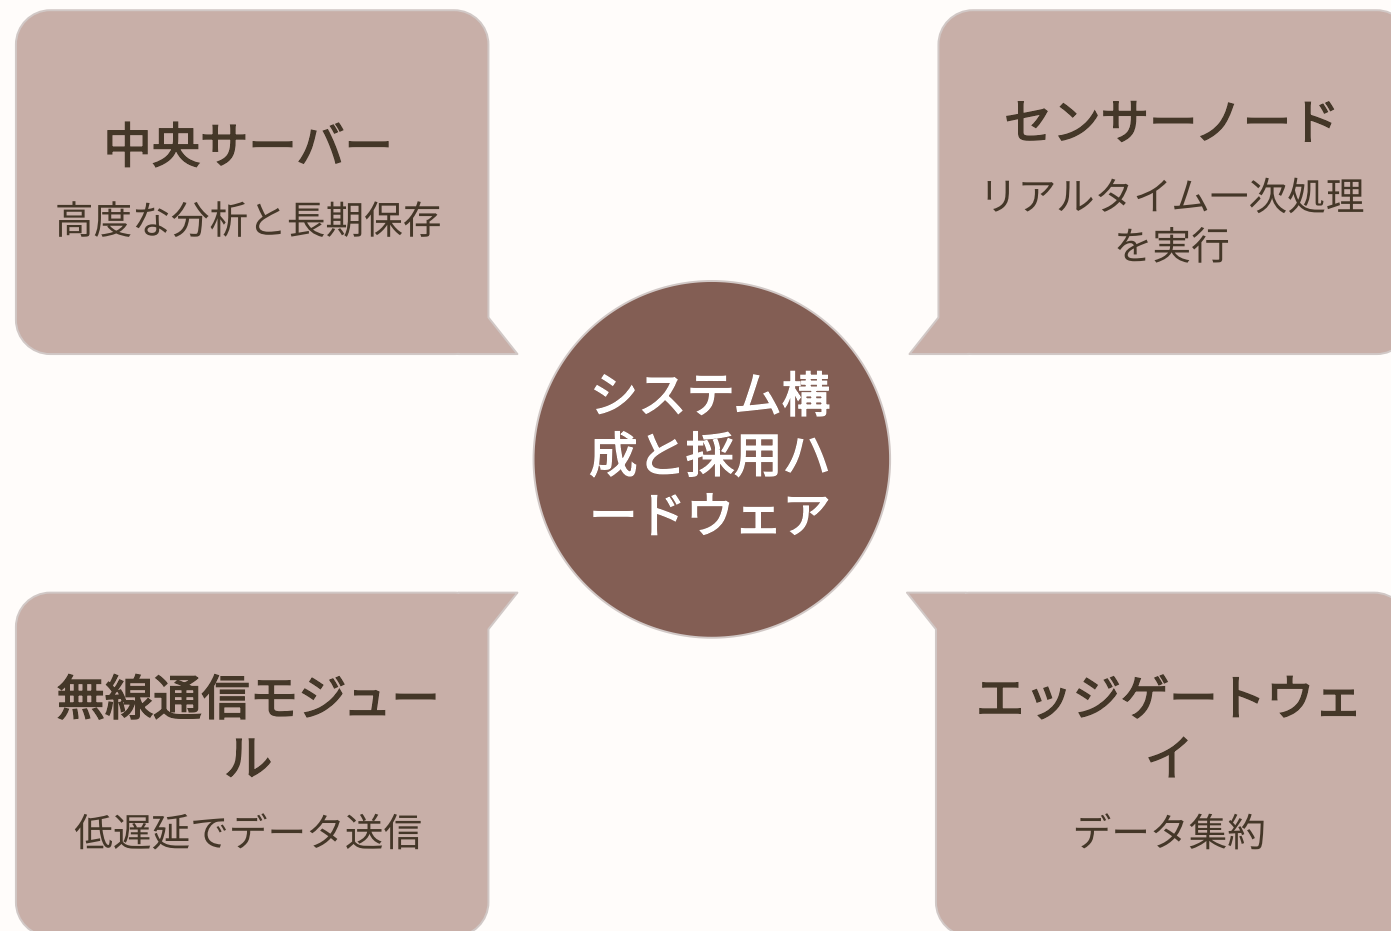 中央サーバー
高度な分析と長期保存
センサーノード
リアルタイム一次処理
を実行
システム構
成と採用ハ
ードウェア
無線通信モジュー
ル
低遅延でデータ送信
エッジゲートウェ
イ
データ集約